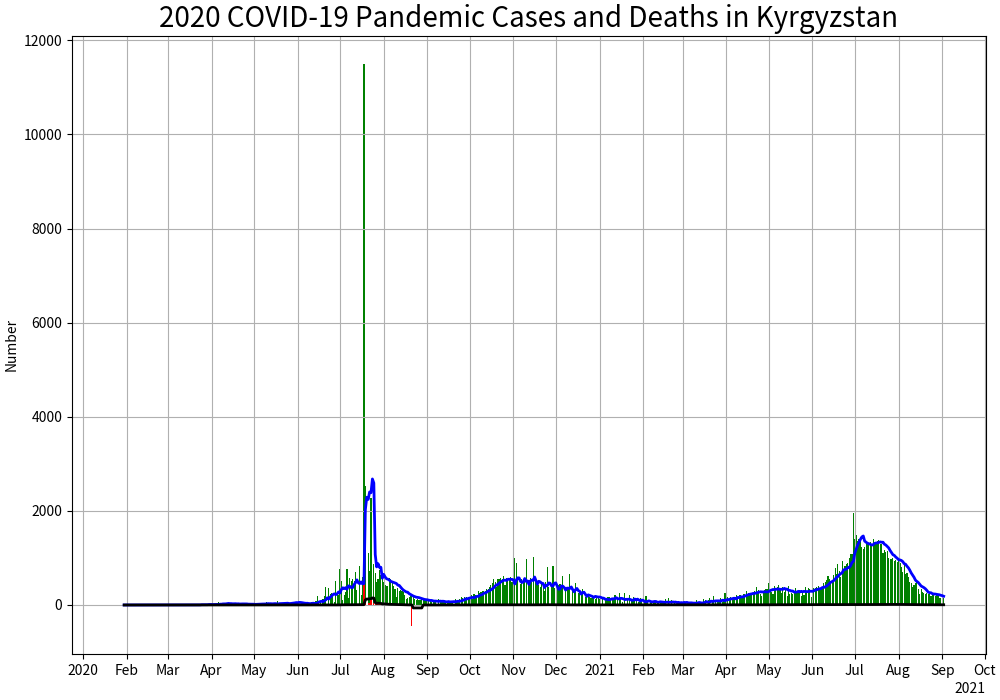 2020 COVID-19 Pandemic Cases and Deaths in Kyrgyzstan
12000
10000
8000
6000
4000
2000
0
Number
2020 Feb Mar Apr May Jun Jul Aug Sep Oct Nov Dec 2021 Feb Mar Apr May Jun Jul Aug Sep Oct
2021